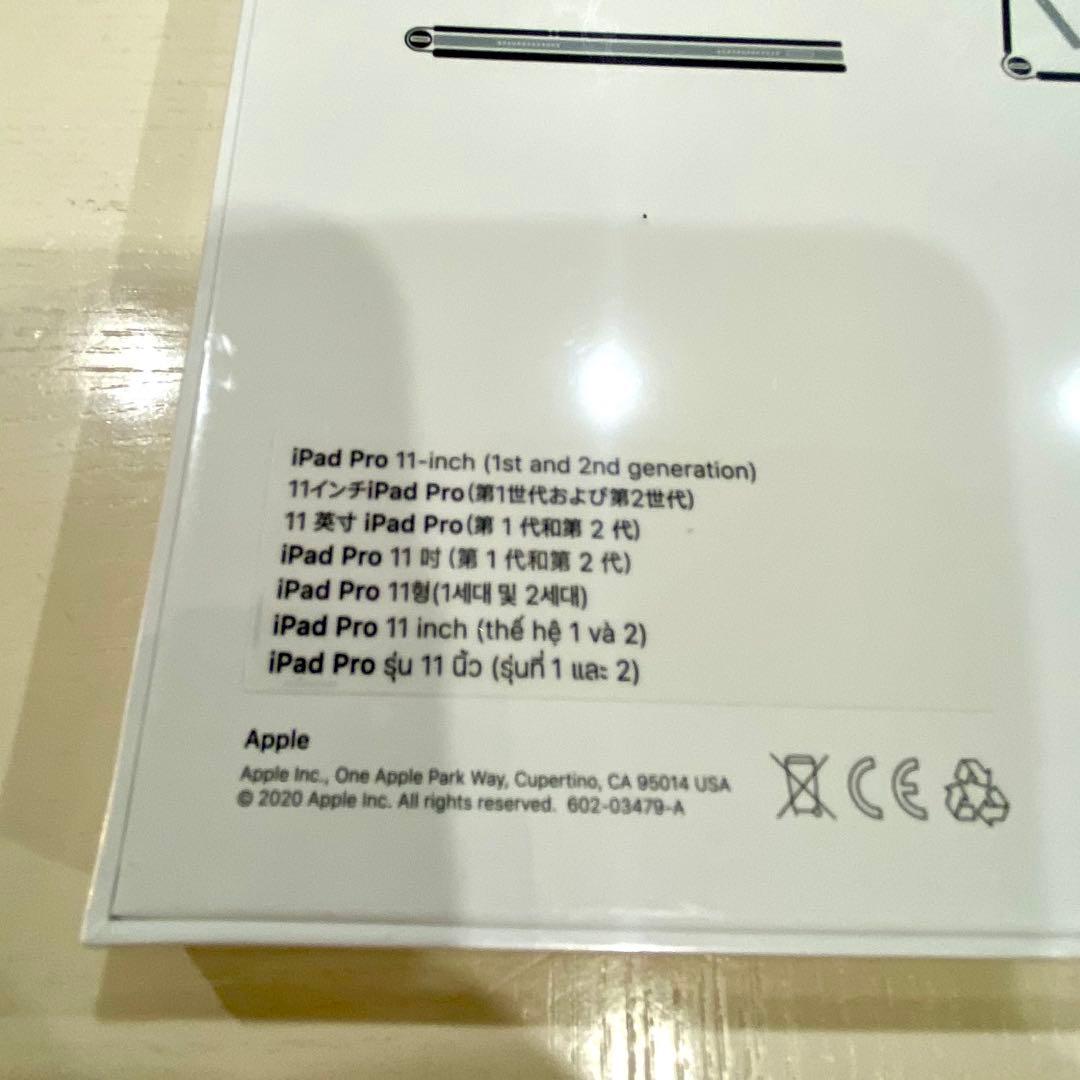 iPad Pro 11-inch (1st and 2nd generation)
11インチiPad Pro(第1世代および第2世代)
11 英寸 iPad Pro(第 1 代和第 2 代)
iPad Pro 11 吋 (第 1 代和第 2 代)
iPad Pro 11형(1세대 및 2세대)
iPad Pro 11 inch (thế hệ 1 và 2)
iPad Pro รุ่น 11 นิ้ว (รุ่นที่ 1 และ 2)
Apple
Apple Inc., One Apple Park Way, Cupertino, CA 95014 USA
© 2020 Apple Inc. All rights reserved. 602-03479-A
CE